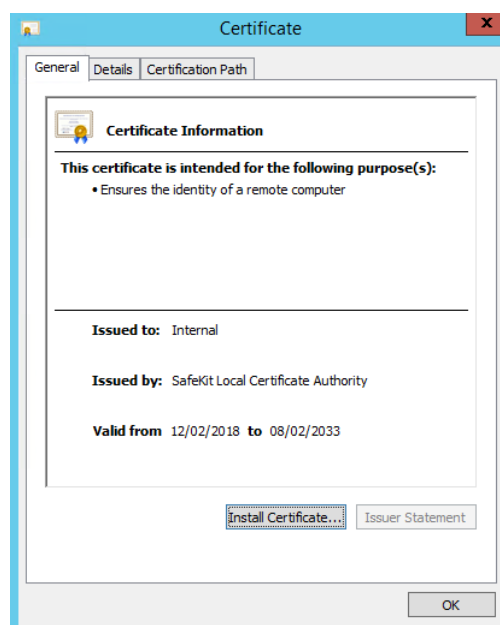 Certificate
x
General Details Certification Path
Certificate Information
This certificate is intended for the following purpose(s):
• Ensures the identity of a remote computer
Issued to: Internal
Issued by: SafeKit Local Certificate Authority
Valid from 12/02/2018 to 08/02/2033
Install Certificate... Issuer Statement
OK